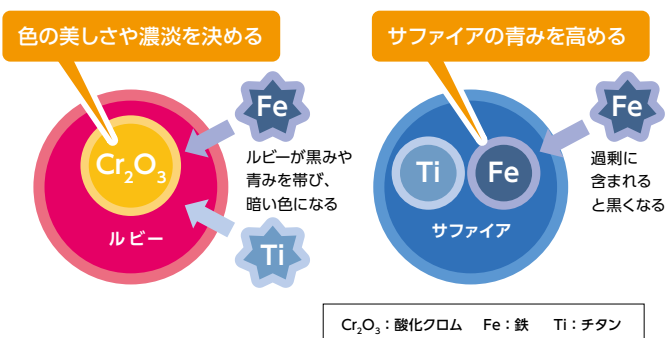 色の美しさや濃淡を決める
サファイアの青みを高める
Fe
Cr₂O₃
ルビーが黒みや
青みを帯び、
暗い色になる
ルビー
Ti
Fe
Ti
Fe
過剰に
含まれる
と黒くなる
サファイア
Cr₂O₃：酸化クロム Fe：鉄 Ti：チタン